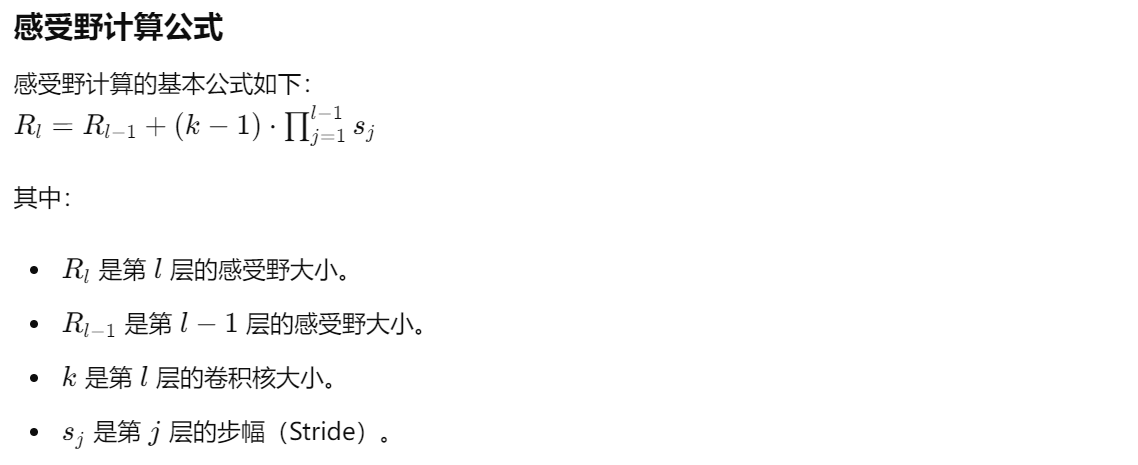 感受野计算公式
感受野计算的基本公式如下：
$R_l = R_{l-1} + (k-1) \cdot \prod_{j=1}^{l-1} s_j$
其中：
• $R_l$ 是第 $l$ 层的感受野大小。
• $R_{l-1}$ 是第 $l-1$ 层的感受野大小。
• $k$ 是第 $l$ 层的卷积核大小。
• $s_j$ 是第 $j$ 层的步幅（Stride）。